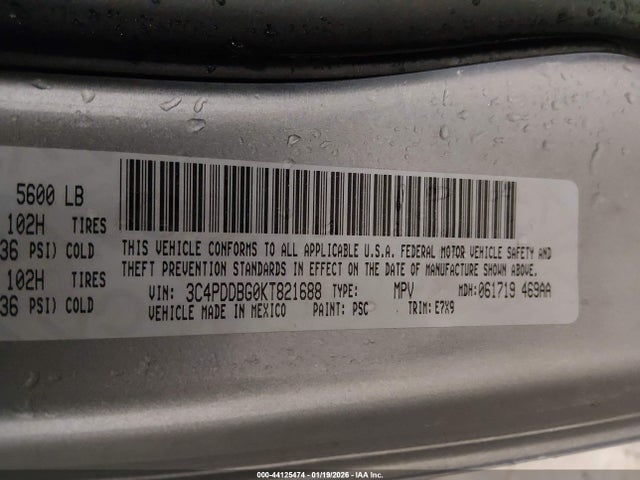 5600 LB
102H TIRES
36 PSI) COLD
102H TIRES
36 PSI) COLD
THIS VEHICLE CONFORMS TO ALL APPLICABLE U.S.A. FEDERAL MOTOR VEHICLE SAFETY AND
THEFT PREVENTION STANDARDS IN EFFECT ON THE DATE OF MANUFACTURE SHOWN ABOVE.
VIN: 3C4PDDBG0KT821688 TYPE: MPV MDH: 061719 469AA
VEHICLE MADE IN MEXICO PAINT: PSC TRIM: E7X9
000-44125474 - 01/19/2026 - IAA Inc.